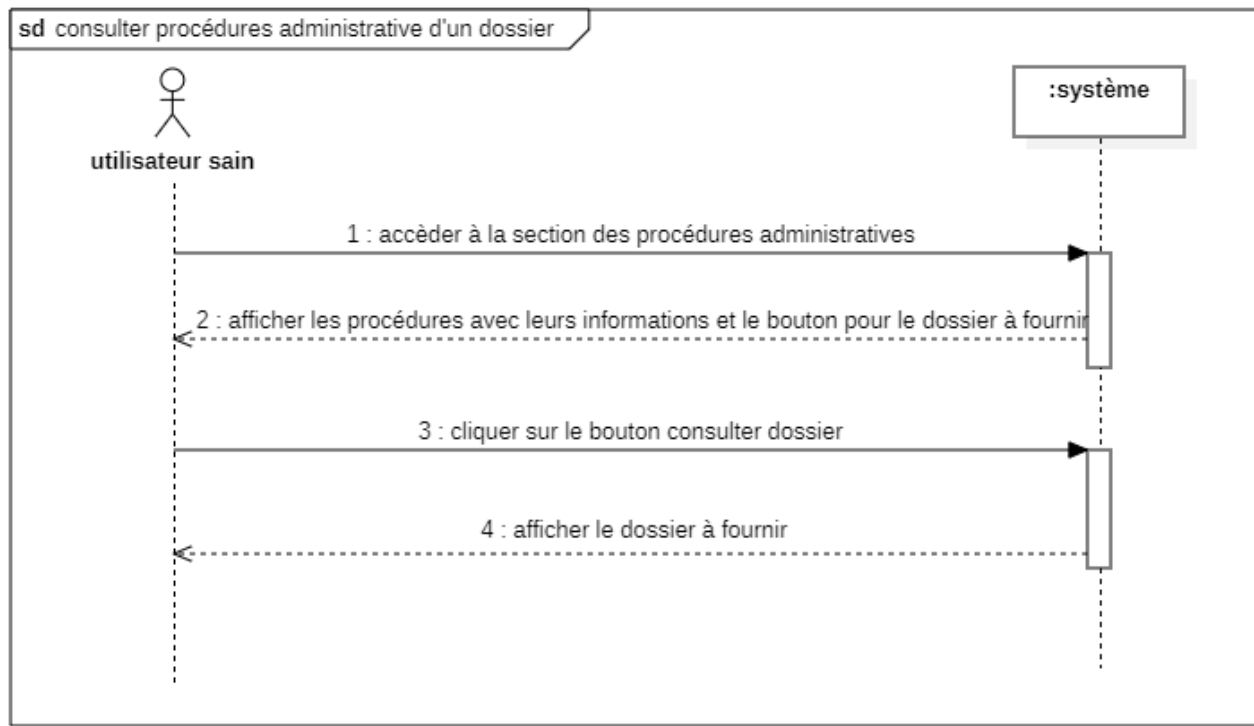 sd consulter procédures administrative d'un dossier
:système
utilisateur sain
1 : accèder à la section des procédures administratives
2 : afficher les procédures avec leurs informations et le bouton pour le dossier à fournir
3 : cliquer sur le bouton consulter dossier
4 : afficher le dossier à fournir